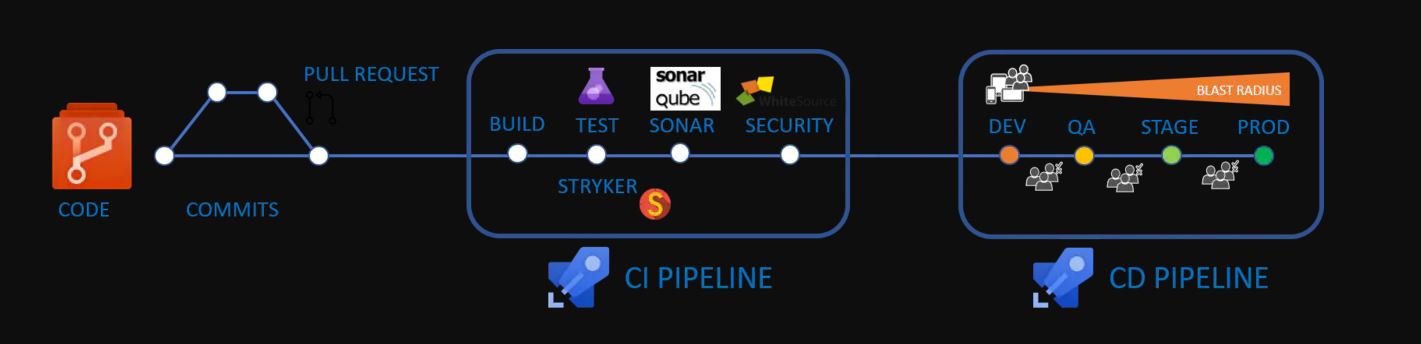 PULL REQUEST
CODE
COMMITS
sonar
qube
WhiteSource
BUILD
TEST
SONAR
SECURITY
STRYKER
S
CI PIPELINE
BLAST RADIUS
DEV
QA
STAGE
PROD
CD PIPELINE